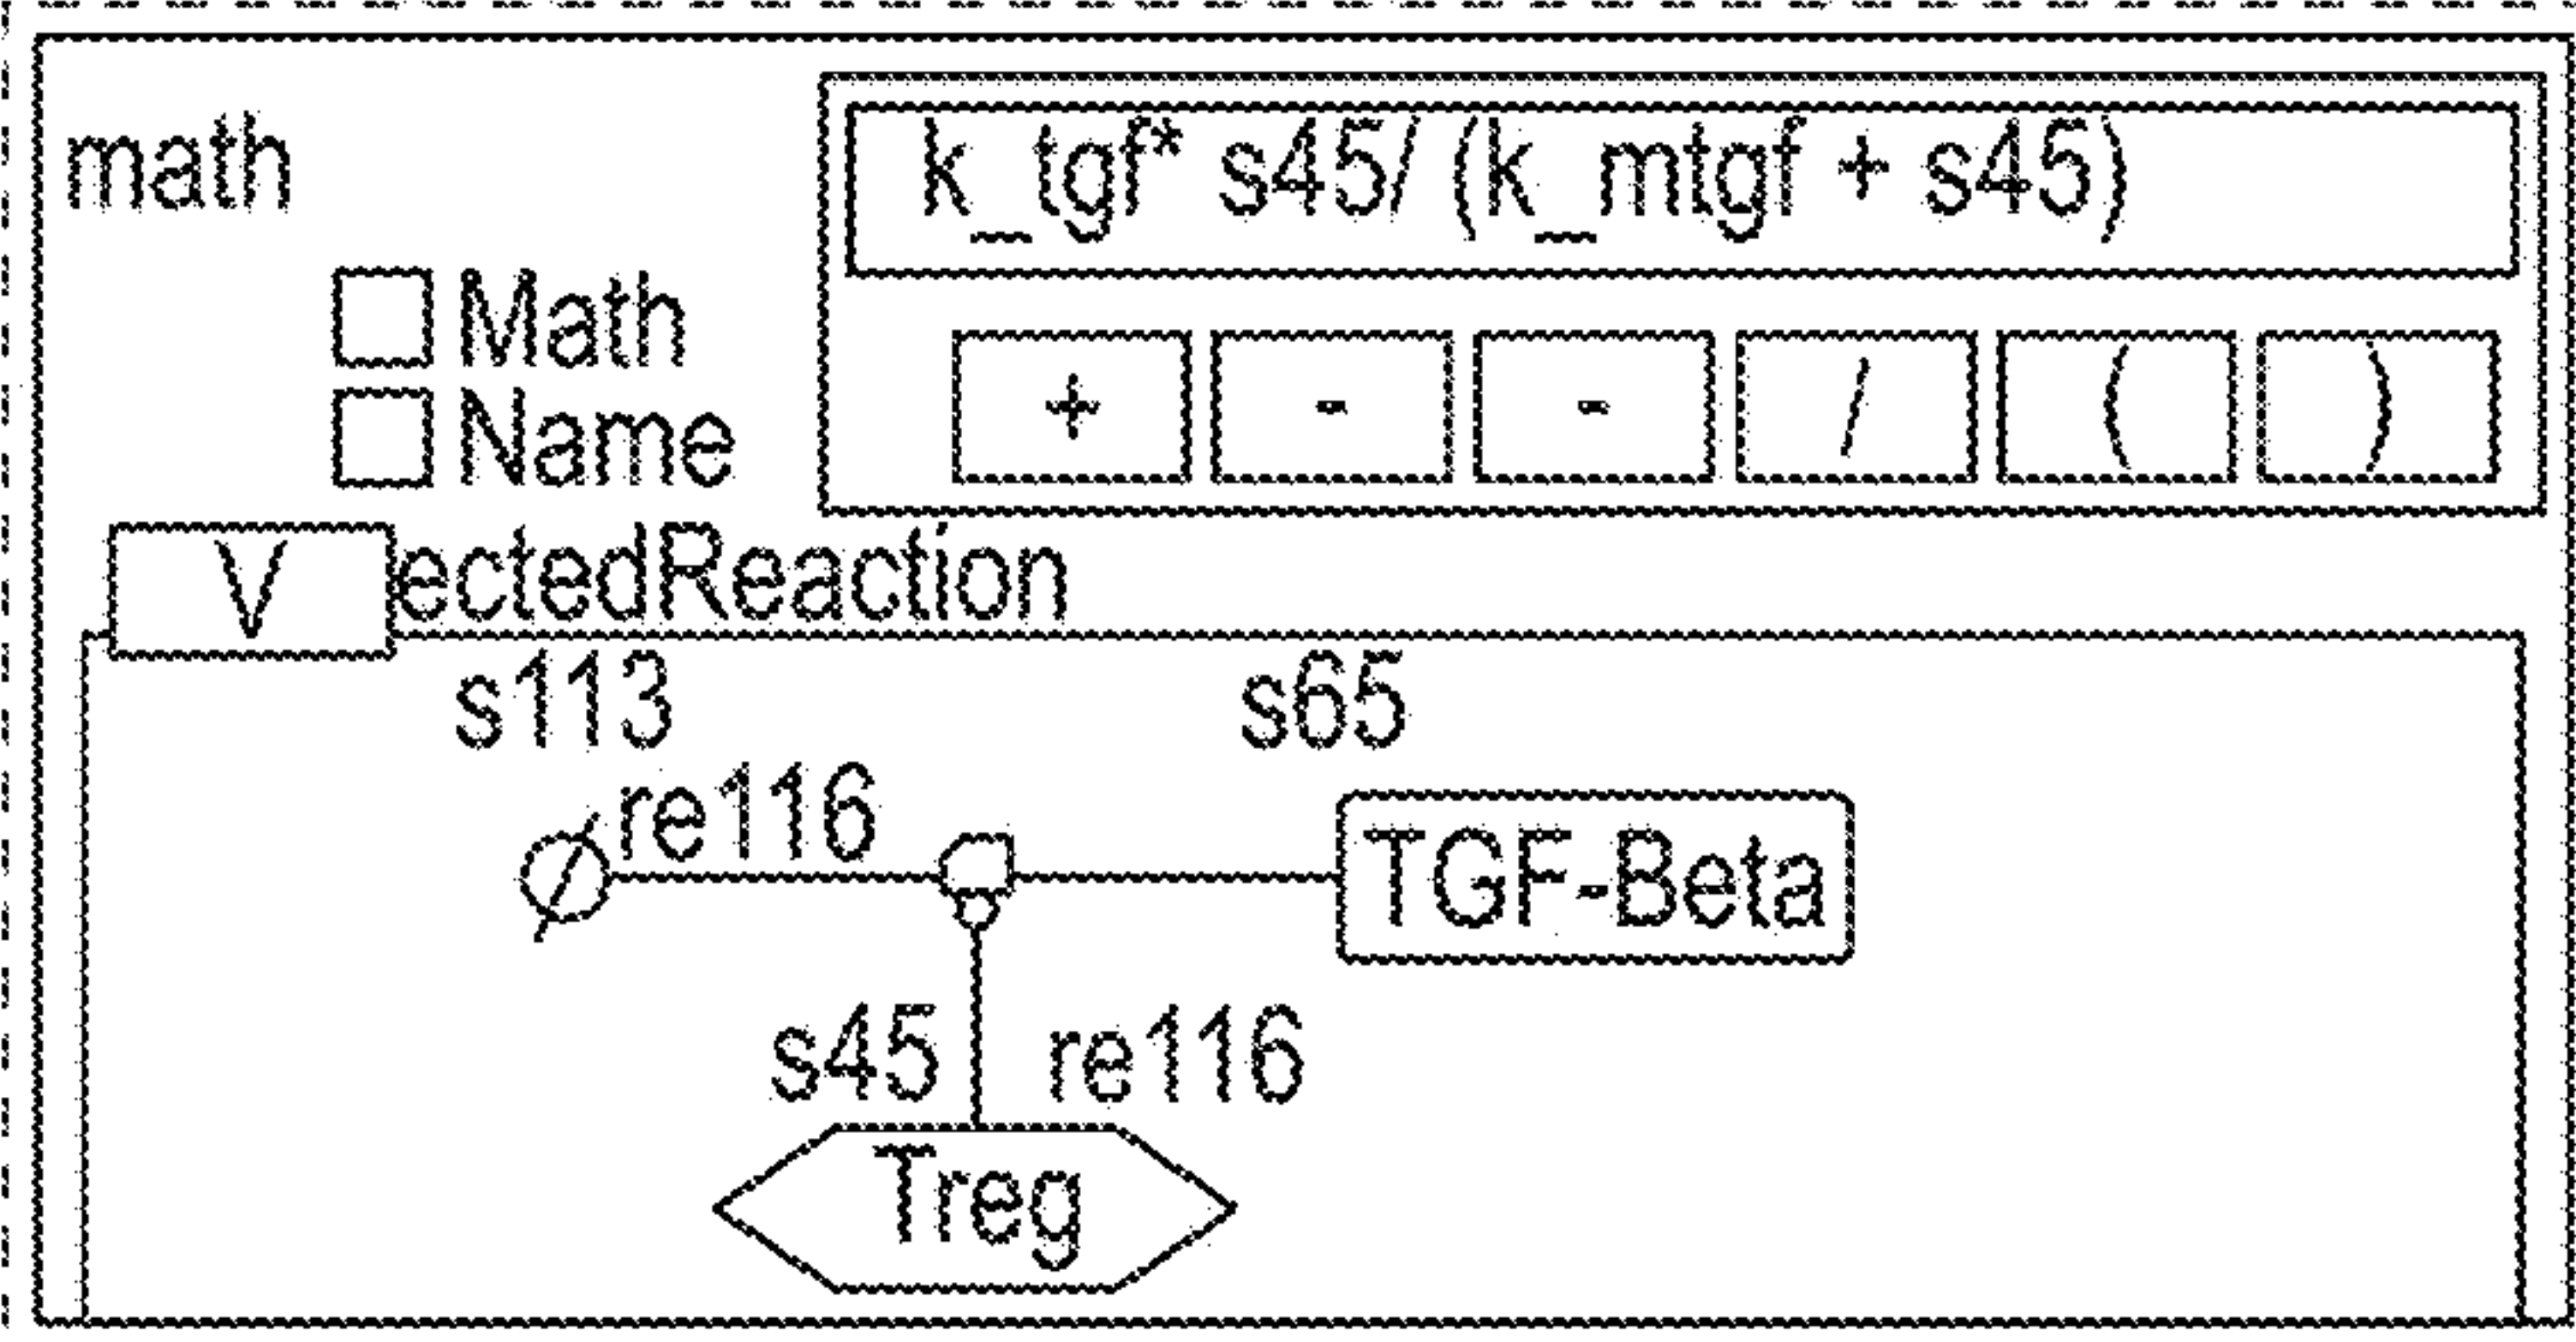 math
k_tgf* s45/ (k_mtgf + s45)
Math
Name
+ - - / ( )
V
ectedReaction
s113
s65
re116
TGF-Beta
s45
re116
Treg